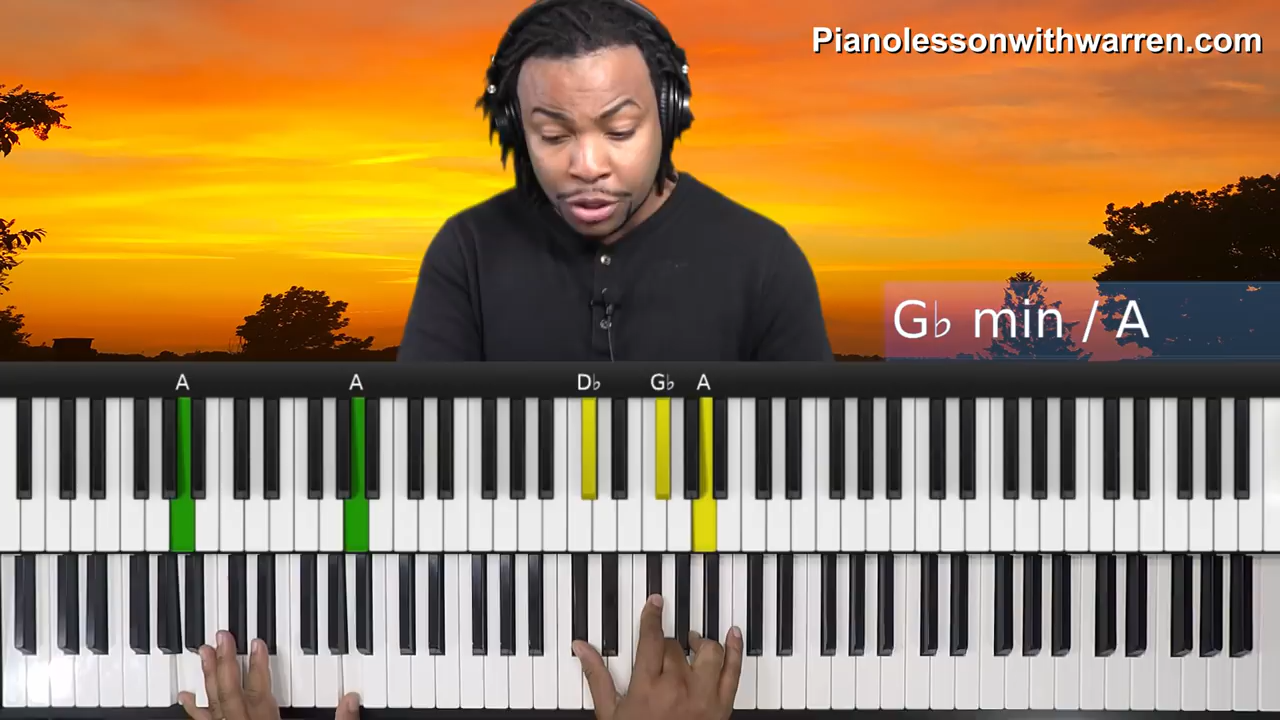 Pianolessonwithwarren.com
G♭ min / A
A A D♭ G♭ A